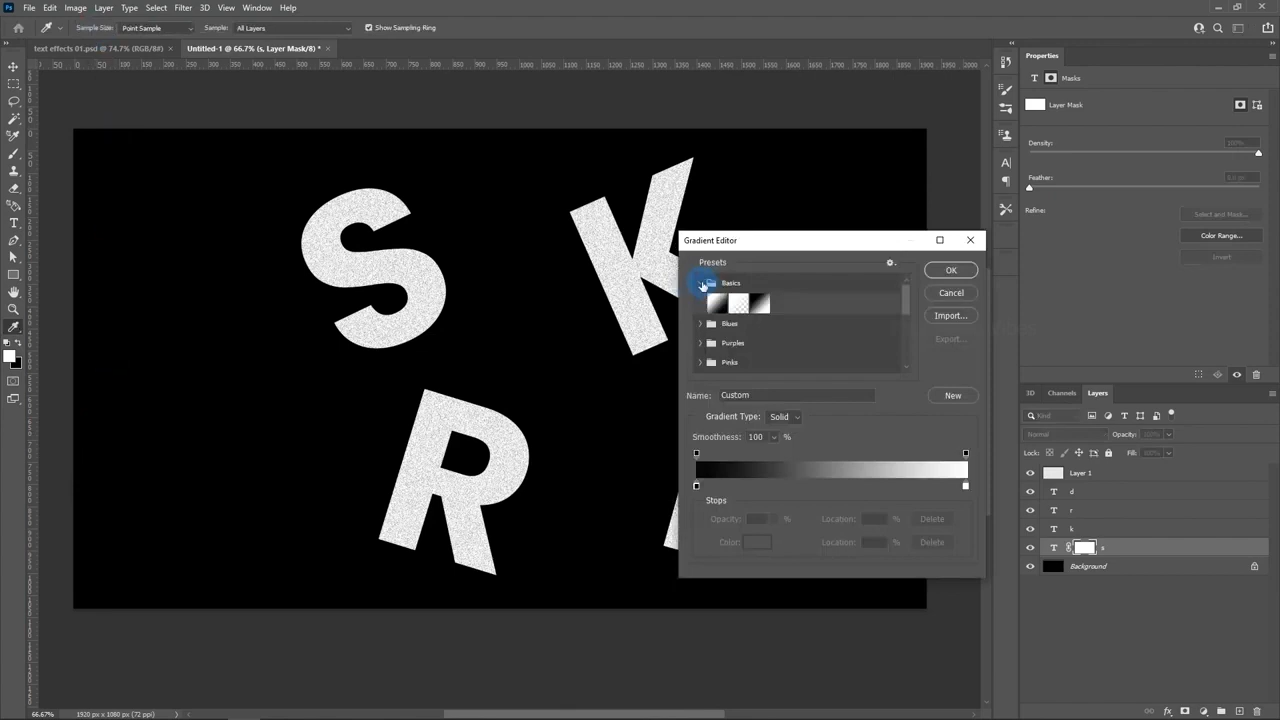 Ps File Edit Image Layer Type Select Filter 3D View Window Help
Sample Size: Point Sample Sample: All Layers Show Sampling Ring
text effects 01.psd @ 74.7% (RGB/8#) × Untitled-1 @ 66.7% (s, Layer Mask/8) * ×
S K
R
Gradient Editor
Presets
Basics
Blues
Purples
Pinks
OK
Cancel
Import...
Export...
Name: Custom
New
Gradient Type: Solid
Smoothness: 100 %
Stops
Opacity: % Location: % Delete
Color: Location: % Delete
Properties
T Masks
Layer Mask
Density: 100%
Feather:
Refine:
Select and Mask...
Color Range...
Invert
3D Channels Layers
Kind
Normal Opacity: 100%
Lock: Fill: 100%
Layer 1
T d
T r
T k
T s
Background
66.67% 1920 px x 1080 px (72 ppi)